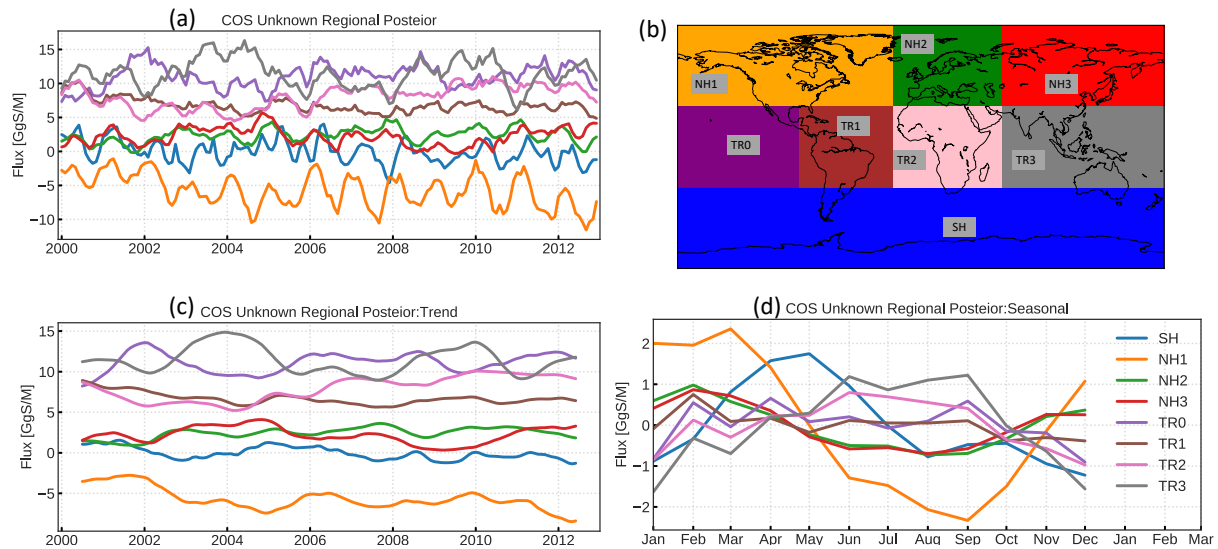 (a)
COS Unknown Regional Posteior
Flux [GgS/M]
15
10
5
0
−5
−10
2000 2002 2004 2006 2008 2010 2012
(b)
NH1
NH2
NH3
TR0
TR1
TR2
TR3
SH
(c)
COS Unknown Regional Posteior:Trend
Flux [GgS/M]
15
10
5
0
−5
2000 2002 2004 2006 2008 2010 2012
(d)
COS Unknown Regional Posteior:Seasonal
Flux [GgS/M]
2
1
0
−1
−2
Jan Feb Mar Apr May Jun Jul Aug Sep Oct Nov Dec Jan Feb Mar
SH
NH1
NH2
NH3
TR0
TR1
TR2
TR3